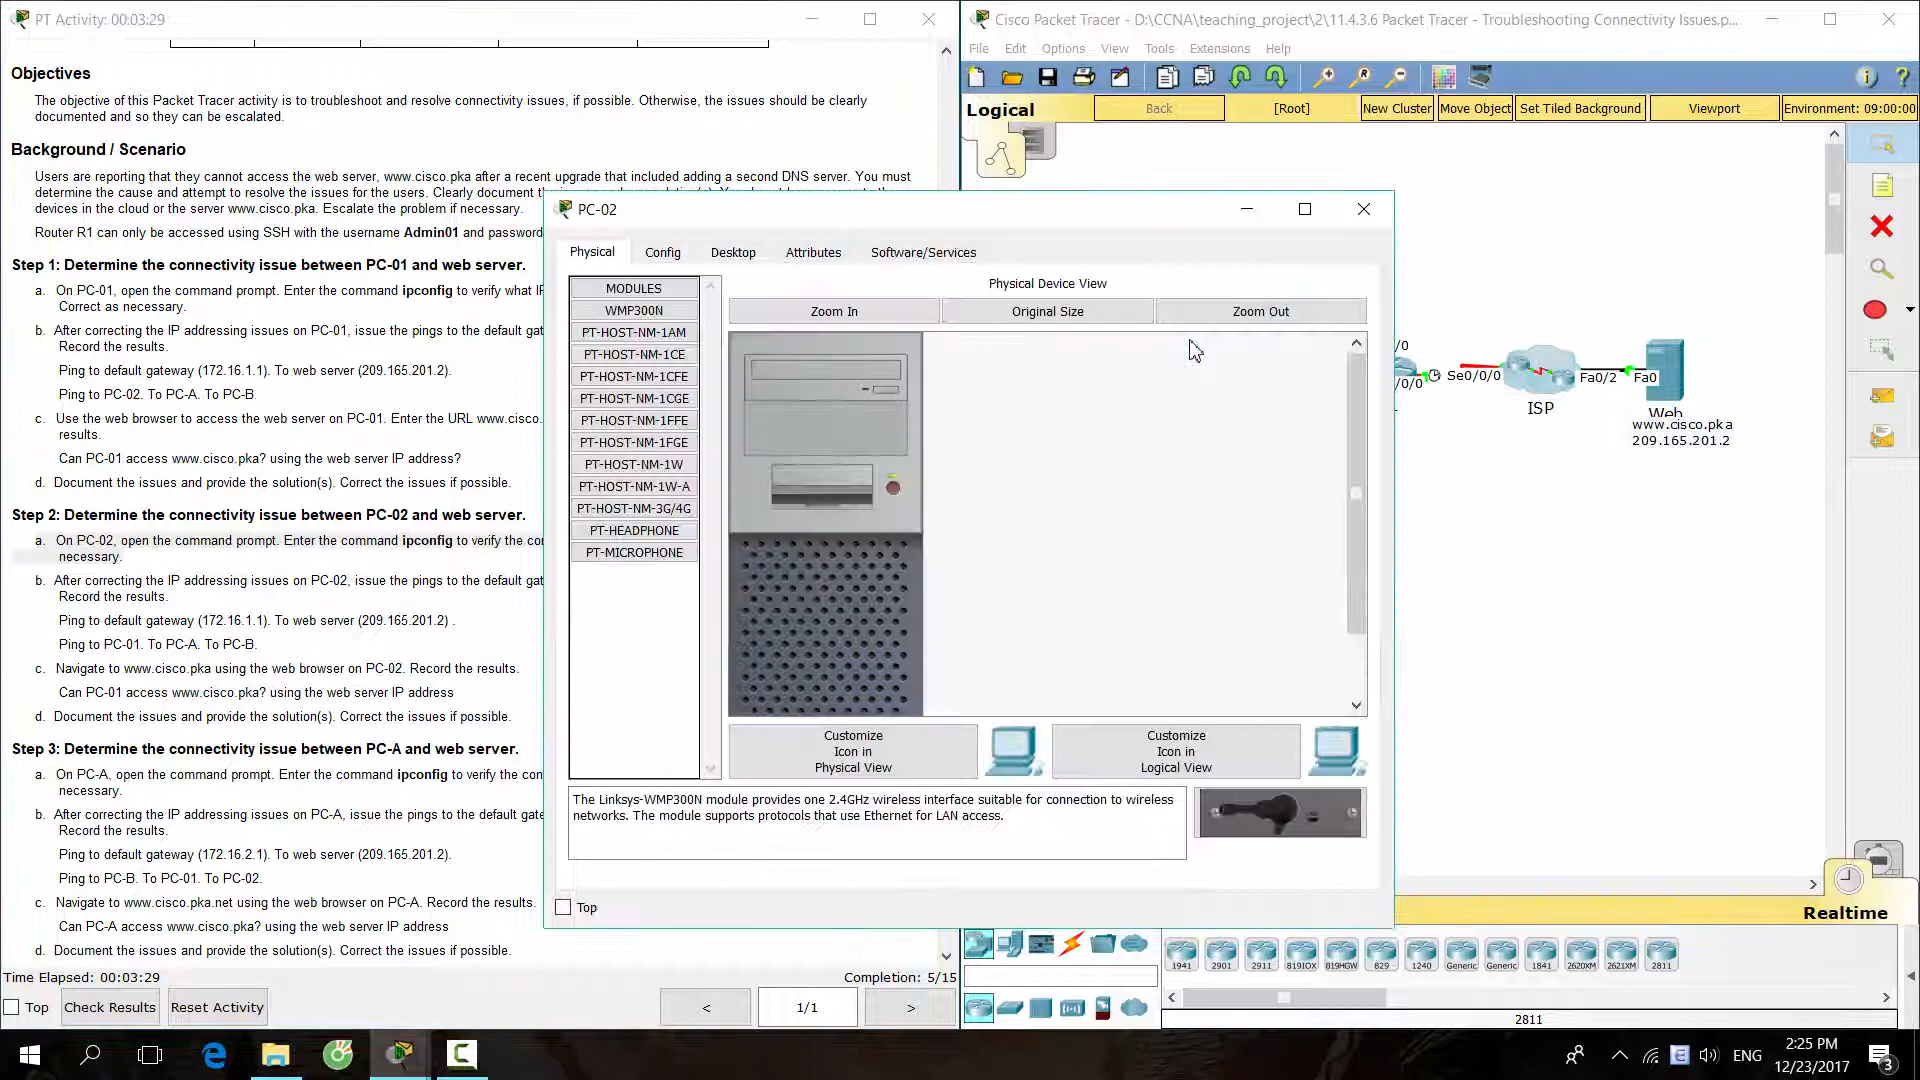 PT Activity: 00:03:29
Objectives
The objective of this Packet Tracer activity is to troubleshoot and resolve connectivity issues, if possible. Otherwise, the issues should be clearly
documented and so they can be escalated.
Background / Scenario
Users are reporting that they cannot access the web server, www.cisco.pka after a recent upgrade that included adding a second DNS server. You must
determine the cause and attempt to resolve the issues for the users. Clearly document the
devices in the cloud or the server www.cisco.pka. Escalate the problem if necessary.
Router R1 can only be accessed using SSH with the username Admin01 and password
Step 1: Determine the connectivity issue between PC-01 and web server.
a. On PC-01, open the command prompt. Enter the command ipconfig to verify what IP
Correct as necessary.
b. After correcting the IP addressing issues on PC-01, issue the pings to the default gat
Record the results.
Ping to default gateway (172.16.1.1). To web server (209.165.201.2).
Ping to PC-02. To PC-A. To PC-B
c. Use the web browser to access the web server on PC-01. Enter the URL www.cisco.
results.
Can PC-01 access www.cisco.pka? using the web server IP address?
d. Document the issues and provide the solution(s). Correct the issues if possible.
Step 2: Determine the connectivity issue between PC-02 and web server.
a. On PC-02, open the command prompt. Enter the command ipconfig to verify the co
necessary.
b. After correcting the IP addressing issues on PC-02, issue the pings to the default gat
Record the results.
Ping to default gateway (172.16.1.1). To web server (209.165.201.2) .
Ping to PC-01. To PC-A. To PC-B.
c. Navigate to www.cisco.pka using the web browser on PC-02. Record the results.
Can PC-01 access www.cisco.pka? using the web server IP address
d. Document the issues and provide the solution(s). Correct the issues if possible.
Step 3: Determine the connectivity issue between PC-A and web server.
a. On PC-A, open the command prompt. Enter the command ipconfig to verify the con
necessary.
b. After correcting the IP addressing issues on PC-A, issue the pings to the default gate
Record the results.
Ping to default gateway (172.16.2.1). To web server (209.165.201.2).
Ping to PC-B. To PC-01. To PC-02.
c. Navigate to www.cisco.pka.net using the web browser on PC-A. Record the results.
Can PC-A access www.cisco.pka? using the web server IP address
d. Document the issues and provide the solution(s). Correct the issues if possible.
Time Elapsed: 00:03:29
Completion: 5/15
Top
Check Results
Reset Activity
<
1/1
>
PC-02
Physical
Config
Desktop
Attributes
Software/Services
MODULES
WMP300N
PT-HOST-NM-1AM
PT-HOST-NM-1CE
PT-HOST-NM-1CFE
PT-HOST-NM-1CGE
PT-HOST-NM-1FFE
PT-HOST-NM-1FGE
PT-HOST-NM-1W
PT-HOST-NM-1W-A
PT-HOST-NM-3G/4G
PT-HEADPHONE
PT-MICROPHONE
Physical Device View
Zoom In
Original Size
Zoom Out
Customize
Icon in
Physical View
Customize
Icon in
Logical View
The Linksys-WMP300N module provides one 2.4GHz wireless interface suitable for connection to wireless
networks. The module supports protocols that use Ethernet for LAN access.
Top
Cisco Packet Tracer - D:\CCNA\teaching_project\2\11.4.3.6 Packet Tracer - Troubleshooting Connectivity Issues.p...
File Edit Options View Tools Extensions Help
Logical
Back
[Root]
New Cluster
Move Object
Set Tiled Background
Viewport
Environment: 09:00:00
/0
/0/0
Se0/0/0
Fa0/2
Fa0
ISP
Web
www.cisco.pka
209.165.201.2
Realtime
1941
2901
2911
819IOX
819HGW
829
1240
Generic
Generic
1841
2620XM
2621XM
2811
2811
ENG
2:25 PM
12/23/2017
3